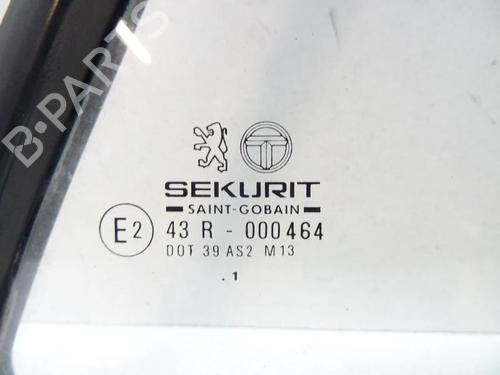 B-PARTS
SEKURIT
SAINT-GOBAIN
E2 43 R - 000464
DOT 39 AS2 M13
. 1